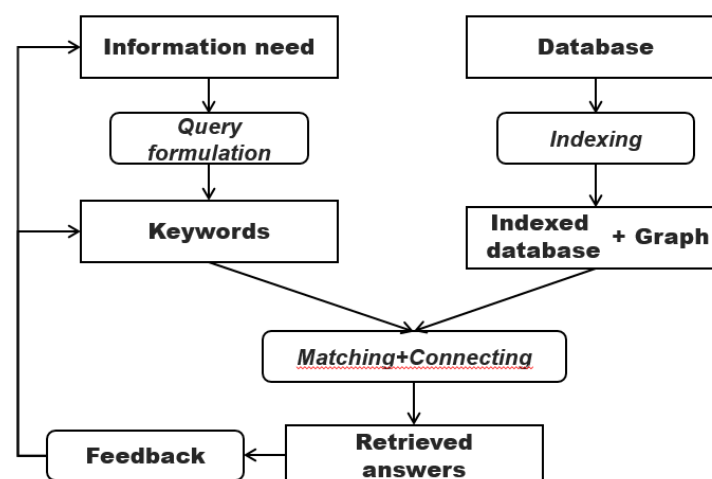 Information need
Database
Query
formulation
Indexing
Keywords
Indexed
database + Graph
Matching+Connecting
Feedback
Retrieved
answers